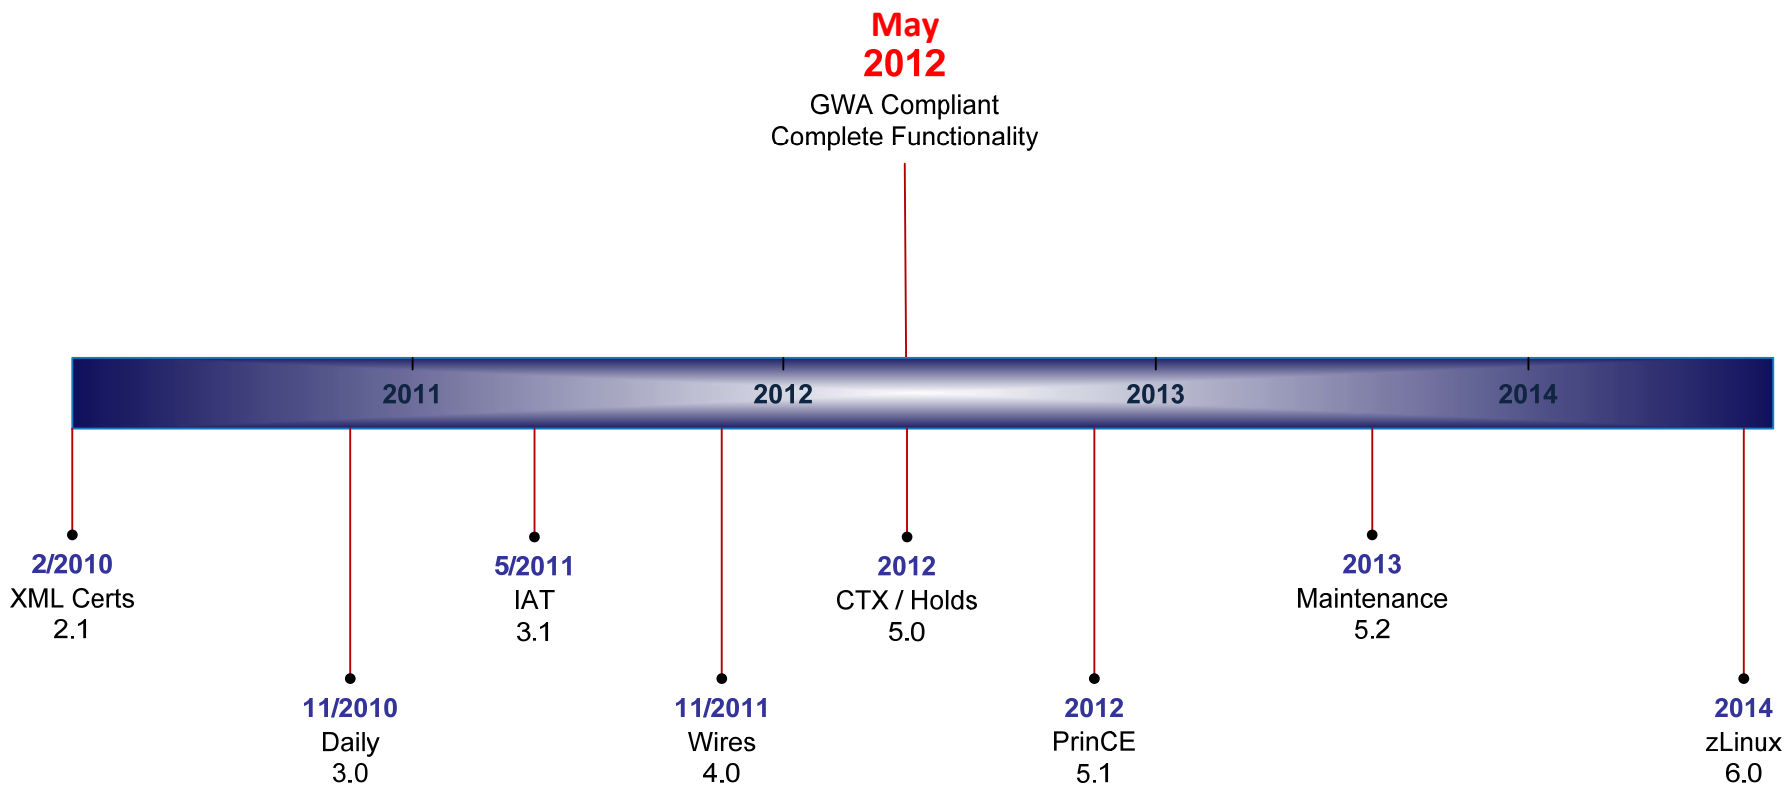 May
2012
GWA Compliant
Complete Functionality
2011
2012
2013
2014
2/2010
XML Certs
2.1
11/2010
Daily
3.0
5/2011
IAT
3.1
11/2011
Wires
4.0
2012
CTX / Holds
5.0
2012
PrinCE
5.1
2013
Maintenance
5.2
2014
zLinux
6.0